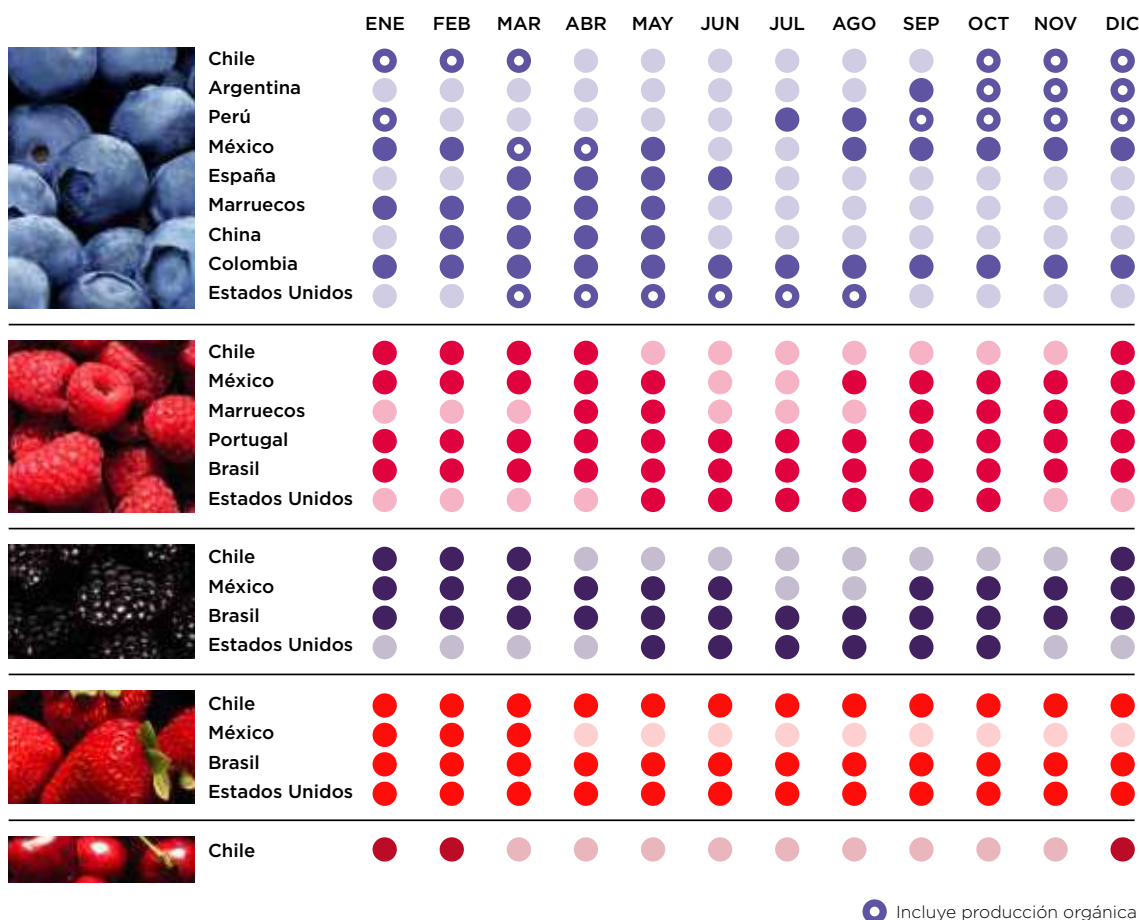 ENE FEB MAR ABR MAY JUN JUL AGO SEP OCT NOV DIC
Chile
Argentina
Perú
México
España
Marruecos
China
Colombia
Estados Unidos
Chile
México
Marruecos
Portugal
Brasil
Estados Unidos
Chile
México
Brasil
Estados Unidos
Chile
México
Brasil
Estados Unidos
Chile
Incluye producción orgánica